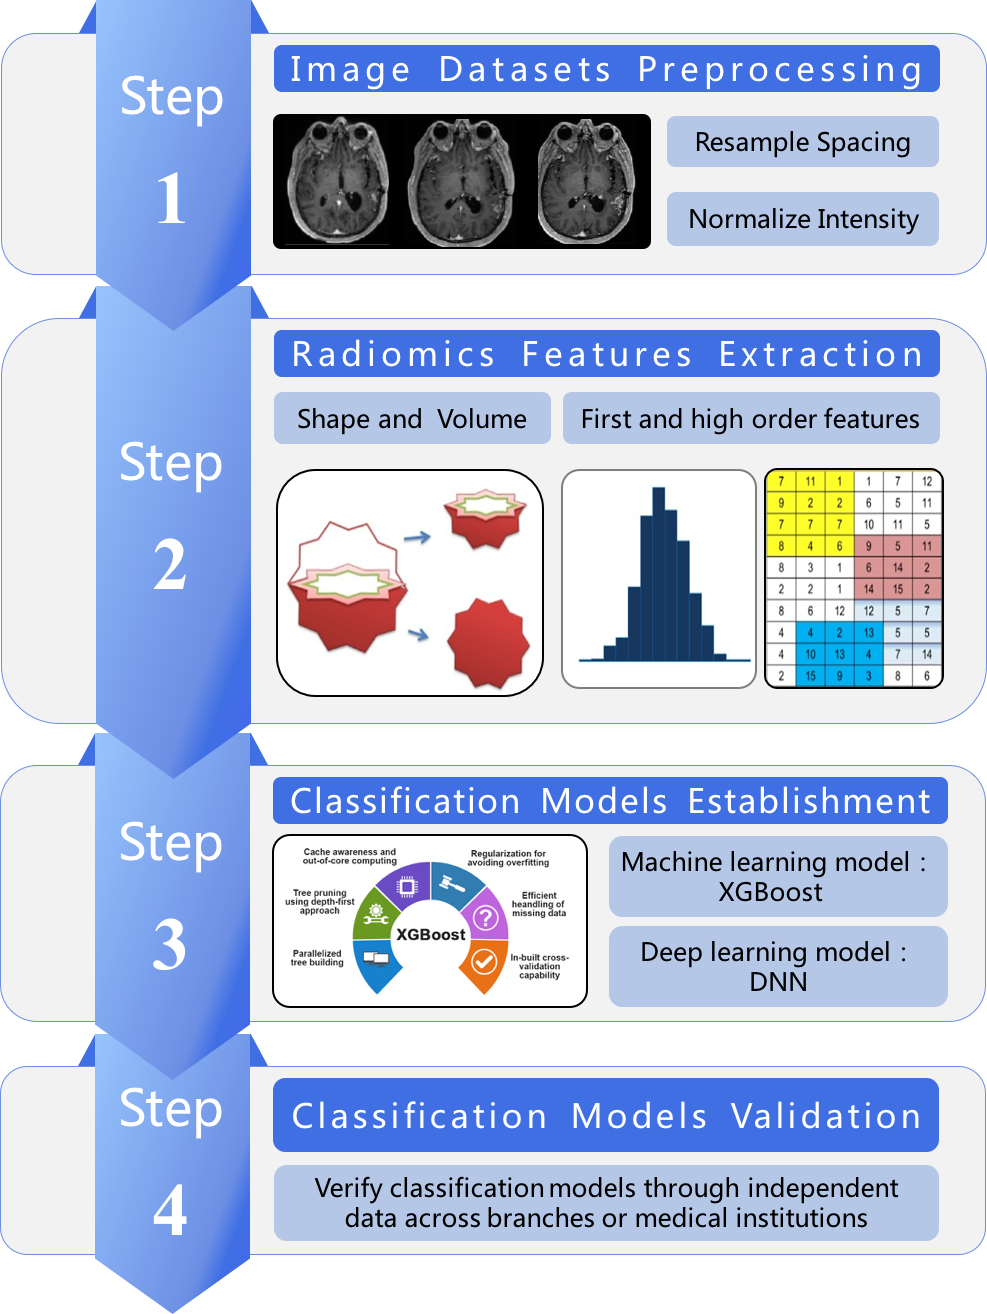 Step
1
Image Datasets Preprocessing
Resample Spacing
Normalize Intensity
Step
2
Radiomics Features Extraction
Shape and Volume
First and high order features
7 11 1 1 7 12
9 2 2 6 5 11
7 7 7 10 11 5
8 4 6 9 5 11
8 3 1 6 14 2
2 2 1 14 15 2
8 6 12 12 5 7
4 4 2 13 5 5
4 10 13 4 7 14
2 15 9 3 8 6
Step
3
Classification Models Establishment
Cache awareness and
out-of-core computing
Regularization for
avoiding overfitting
Tree pruning
using depth-first
approach
Efficient
heandling of
missing data
XGBoost
Parallelized
tree building
In-built cross-
validation
capability
Machine learning model：
XGBoost
Deep learning model：
DNN
Step
4
Classification Models Validation
Verify classification models through independent
data across branches or medical institutions